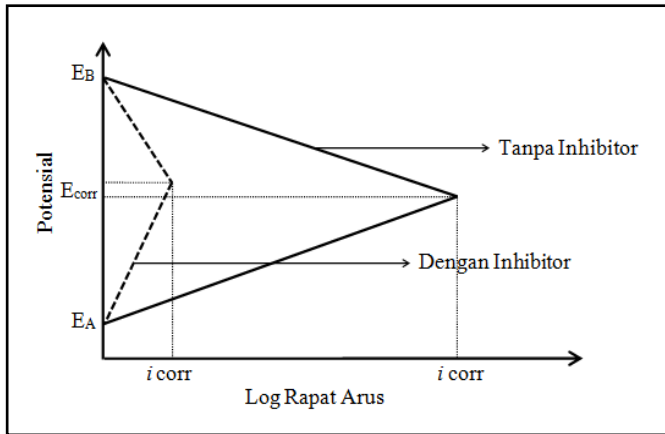 E_B
Tanpa Inhibitor
E_corr
Potensial
Dengan Inhibitor
E_A
i corr
i corr
Log Rapat Arus